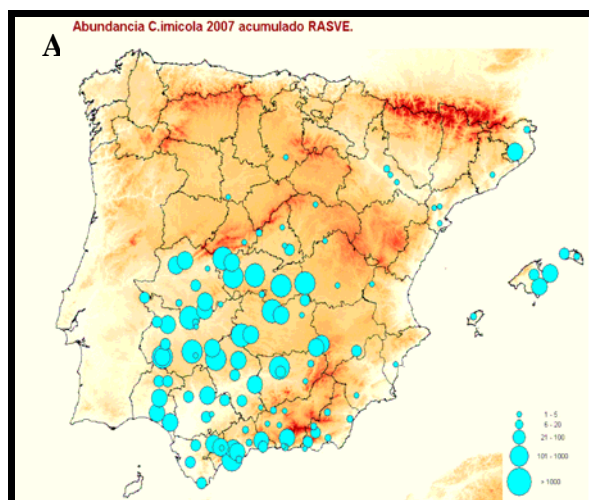 Abundancia C.imicola 2007 acumulado RASVE.
A
1 - 5
6 - 20
21 - 100
101 - 1000
> 1000